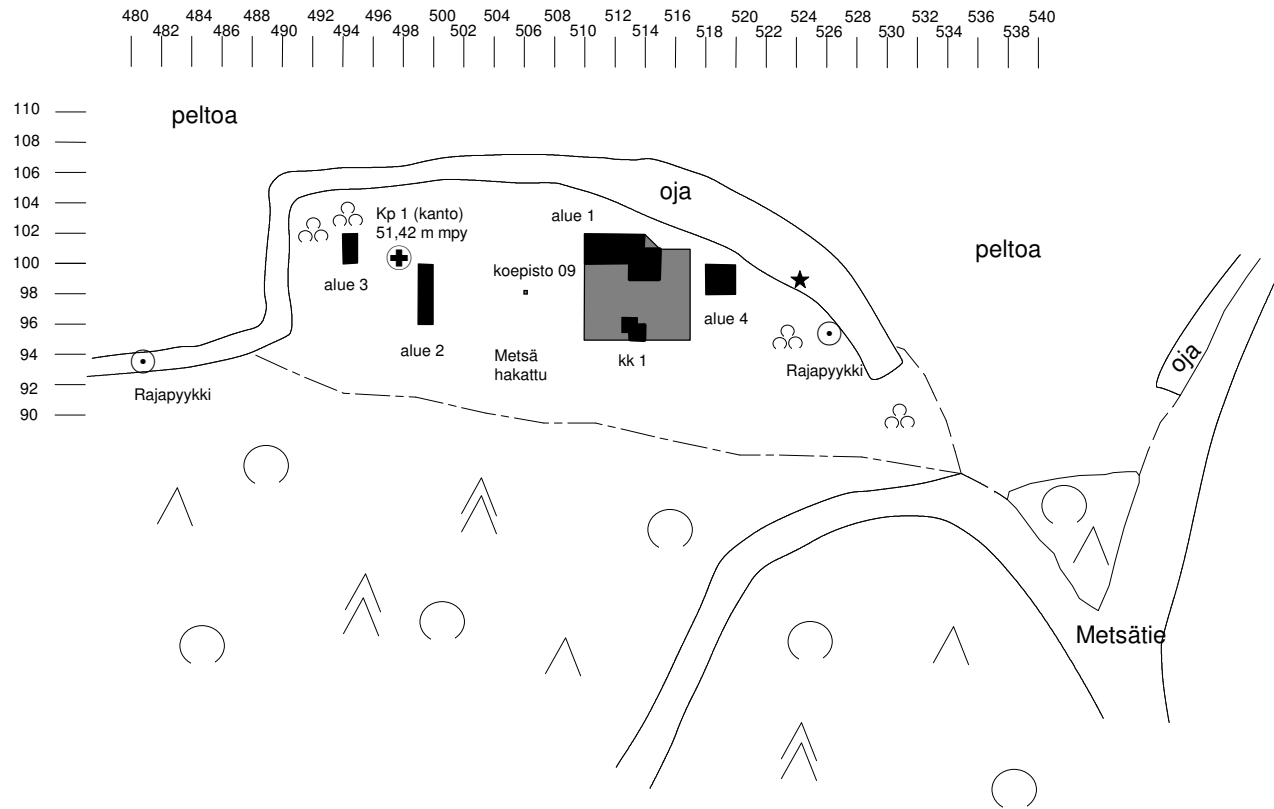 480 484 488 492 496 500 504 508 512 516 520 524 528 532 536 540
482 486 490 494 498 502 506 510 514 518 522 526 530 534 538
110
108
106
104
102
100
98
96
94
92
90
peltoa
oja
Kp 1 (kanto)
51,42 m mpy
alue 1
peltoa
koepisto 09
alue 3
alue 4
alue 2
Metsä
hakattu
kk 1
Rajapyykki
oja
Rajapyykki
Metsätie